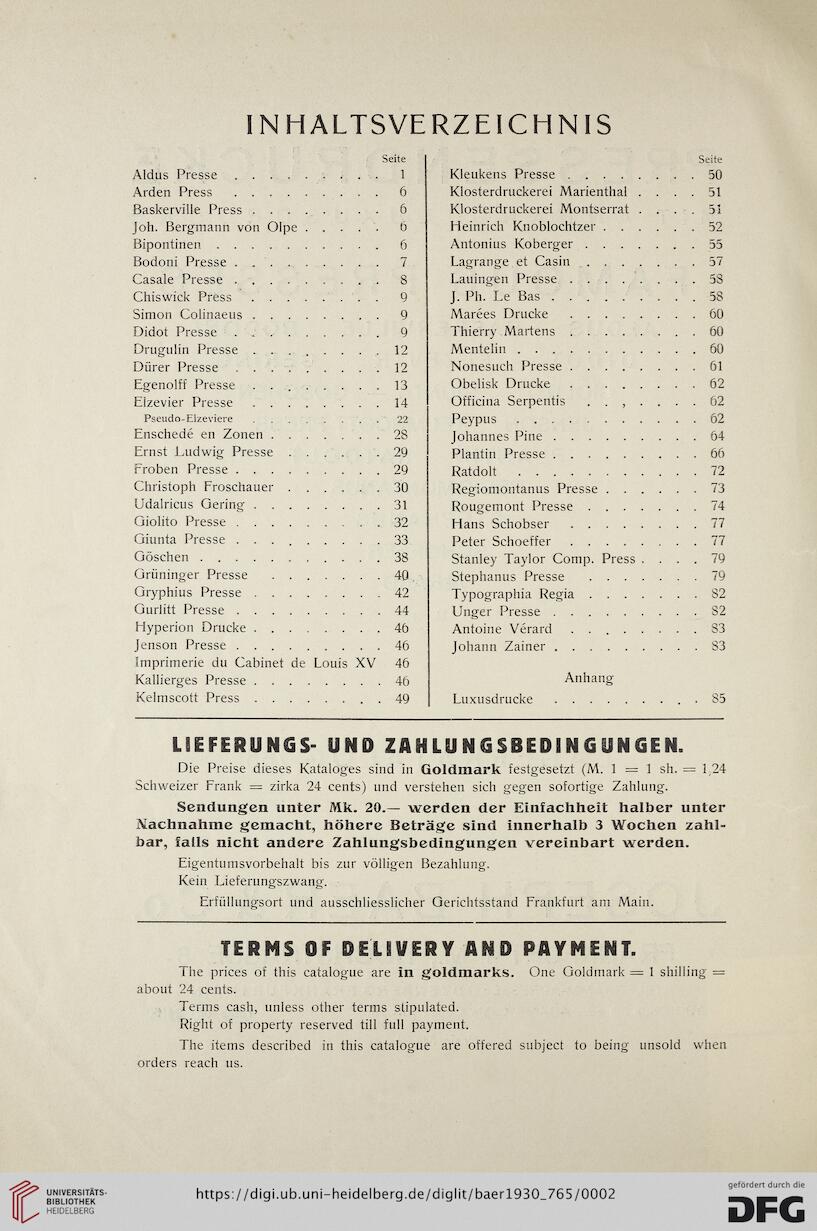 INHALTSVERZEICHNIS
Seite
Aldus Presse . . . . . . . . . 1
Arden Press . . . . . . . . . 6
Baskerville Press . . . . . . . . 6
Joh. Bergmann von Olpe . . . . . 6
Bipontinen . . . . . . . . . . 6
Bodoni Presse . . . . . . . . . 7
Casale Presse . . . . . . . . . 8
Chiswick Press . . . . . . . . 9
Simon Colinaeus . . . . . . . . 9
Didot Presse . . . . . . . . . 9
Drugulin Presse . . . . . . . . 12
Dürer Presse . . . . . . . . . 12
Egenolff Presse . . . . . . . . 13
Elzevier Presse . . . . . . . . 14
Pseudo-Elzeviere . . . . . . . . 22
Enschedé en Zonen . . . . . . . 28
Ernst Ludwig Presse . . . . . . 29
Froben Presse . . . . . . . . . 29
Christoph Froschauer . . . . . . 30
Udalricus Gering . . . . . . . . 31
Giolito Presse . . . . . . . . . 32
Giunta Presse . . . . . . . . . 33
Göschen . . . . . . . . . . . 38
Grüninger Presse . . . . . . . 40
Gryphius Presse . . . . . . . . 42
Gurlitt Presse . . . . . . . . . 44
Hyperion Drucke . . . . . . . . 46
Jenson Presse . . . . . . . . . 46
Imprimerie du Cabinet de Louis XV 46
Kallierges Presse . . . . . . . . 46
Kelmscott Press . . . . . . . . 49
Seite
Kleukens Presse . . . . . . . . 50
Klosterdruckerei Marienthal . . . . 51
Klosterdruckerei Montserrat . . . . 51
Heinrich Knoblochtzer . . . . . . 52
Antonius Koberger . . . . . . . 55
Lagrange et Casin . . . . . . . 57
Lauingen Presse . . . . . . . . 58
J. Ph. Le Bas . . . . . . . . . 58
Marées Drucke . . . . . . . . 60
Thierry Martens . . . . . . . . 60
Mentelin . . . . . . . . . . . 60
Nonesuch Presse . . . . . . . . 61
Obelisk Drucke . . . . . . . . 62
Officina Serpentis . . , . . . . 62
Peypus . . . . . . . . . . . 62
Johannes Pine . . . . . . . . . 64
Plantin Presse . . . . . . . . . 66
Ratdolt . . . . . . . . . . . 72
Regiomontanus Presse . . . . . . 73
Rougemont Presse . . . . . . . 74
Hans Schobser . . . . . . . . 77
Peter Schoeffer . . . . . . . . 77
Stanley Taylor Comp. Press . . . . 79
Stephanus Presse . . . . . . . 79
Typographia Regia . . . . . . . 82
Unger Presse . . . . . . . . . 82
Antoine Vérard . . . . . . . . 83
Johann Zainer . . . . . . . . . 83
Anhang
Luxusdrucke . . . . . . . . . 85
LIEFERUNGS- UND ZAHLUNGSBEDINGUNGEN.
Die Preise dieses Kataloges sind in Goldmark festgesetzt (M. 1 = 1 sh. = 1,24
Schweizer Frank = zirka 24 cents) und verstehen sich gegen sofortige Zahlung.
Sendungen unter Mk. 20.— werden der Einfachheit halber unter
Nachnahme gemacht, höhere Beträge sind innerhalb 3 Wochen zahl-
bar, falls nicht andere Zahlungsbedingungen vereinbart werden.
Eigentumsvorbehalt bis zur völligen Bezahlung.
Kein Lieferungszwang.
Erfüllungsort und ausschliesslicher Gerichtsstand Frankfurt am Main.
TERMS OF DELIVERY AND PAYMENT.
The prices of this catalogue are in goldmarks. One Goldmark = 1 shilling =
about 24 cents.
Terms cash, unless other terms stipulated.
Right of property reserved till full payment.
The items described in this catalogue are offered subject to being unsold when
orders reach us.
UNIVERSITÄTS-
BIBLIOTHEK
HEIDELBERG
https://digi.ub.uni-heidelberg.de/diglit/baer1930_765/0002
gefördert durch die
DFG